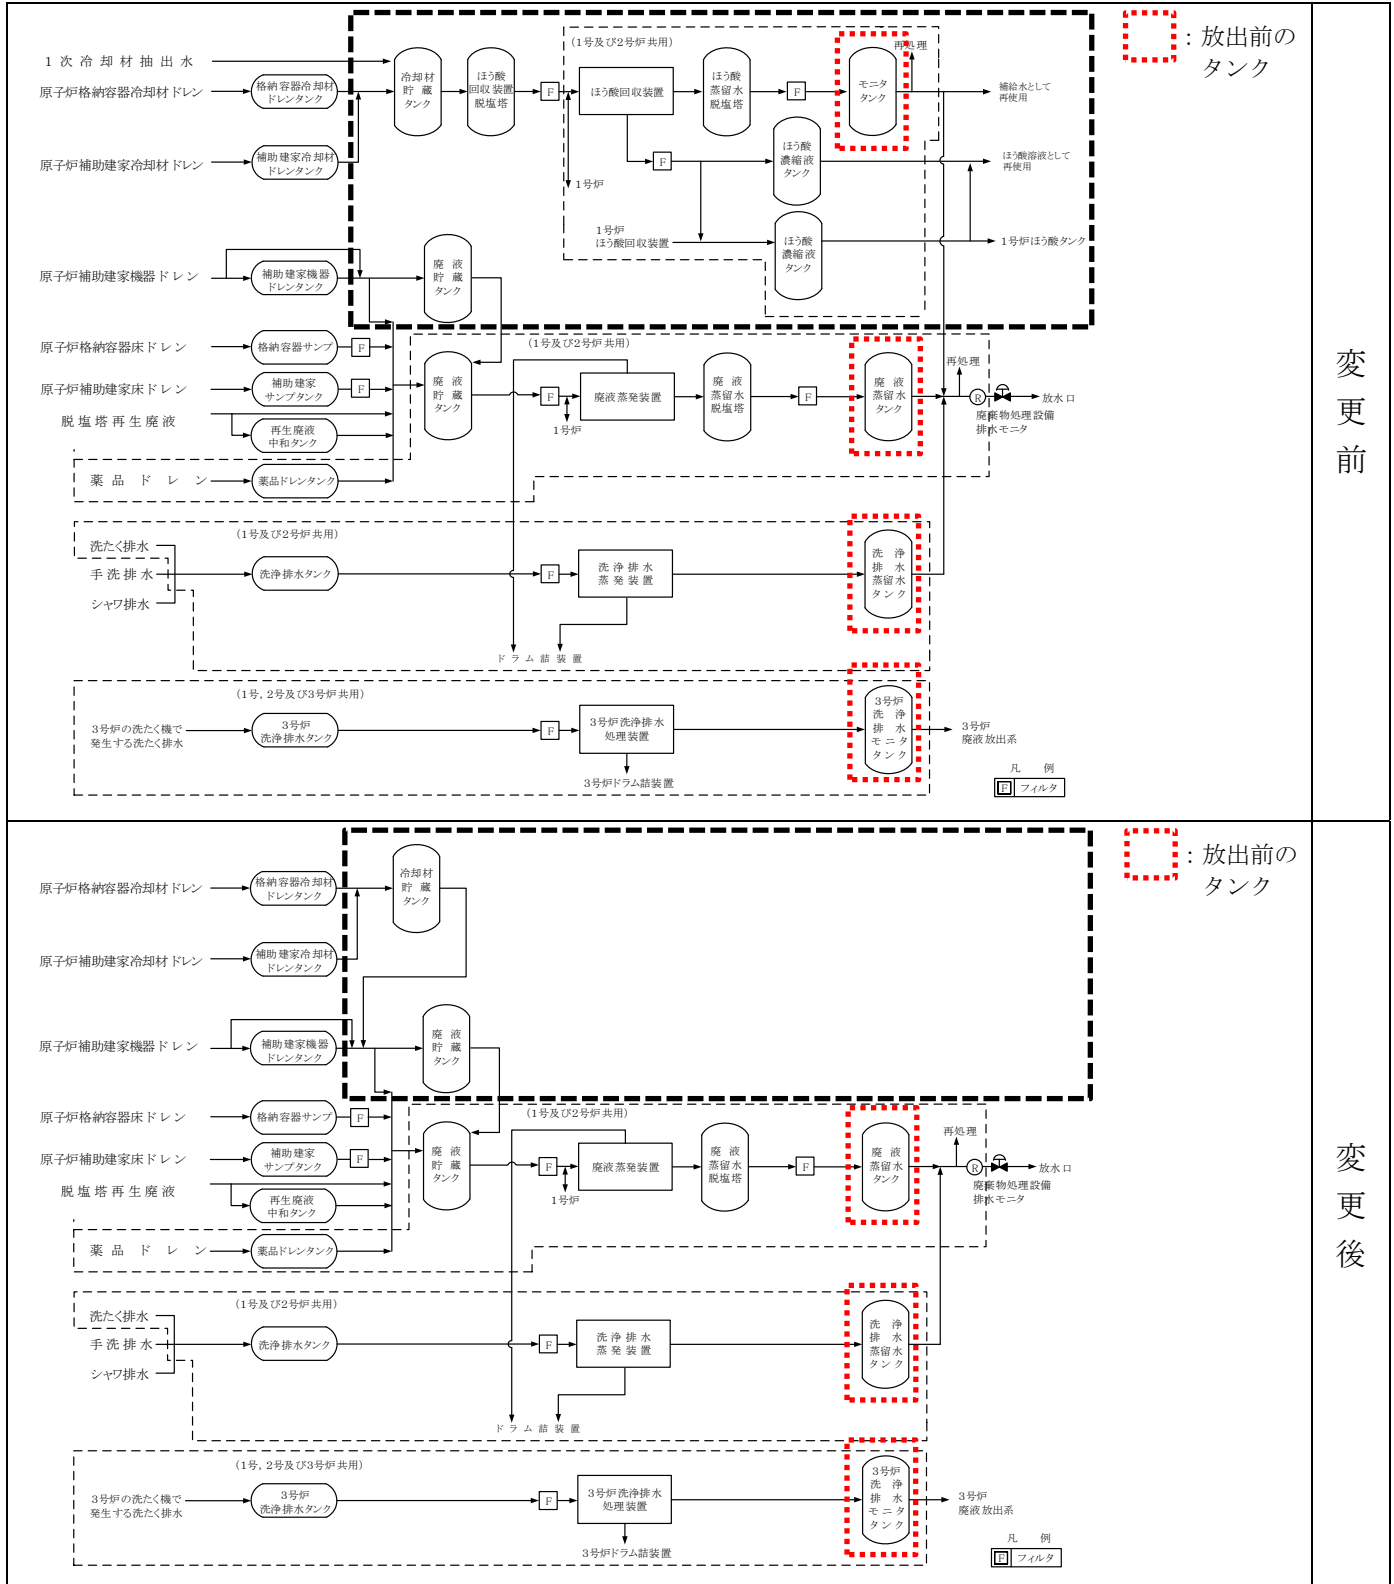 (1号及び2号炉共用)
再処理
：放出前の
タンク
1次冷却材抽出水
原子炉格納容器冷却材ドレン
格納容器冷却材
ドレンタンク
冷却材
貯蔵
タンク
ほう酸
回収装置
脱塩塔
F
ほう酸回収装置
ほう酸
蒸留水
脱塩塔
F
モニタ
タンク
補給水として
再使用
原子炉補助建家冷却材ドレン
補助建家冷却材
ドレンタンク
1号炉
F
ほう酸
濃縮液
タンク
ほう酸溶液として
再使用
1号炉
ほう酸回収装置
ほう酸
濃縮液
タンク
1号炉ほう酸タンク
原子炉補助建家機器ドレン
補助建家機器
ドレンタンク
廃液
貯蔵
タンク
(1号及び2号炉共用)
原子炉格納容器床ドレン
格納容器サンプ
F
原子炉補助建家床ドレン
補助建家
サンプタンク
F
廃液
貯蔵
タンク
F
1号炉
廃液蒸発装置
廃液
蒸留水
脱塩塔
F
廃液
蒸留水
タンク
再処理
R
放水口
廃棄物処理設備
排水モニタ
脱塩塔再生廃液
再生廃液
中和タンク
薬品ドレン
薬品ドレンタンク
(1号及び2号炉共用)
洗たく排水
手洗排水
シャワ排水
洗浄排水タンク
F
洗浄排水
蒸発装置
洗浄
排水
蒸留水
タンク
ドラム詰装置
(1号，2号及び3号炉共用)
3号炉の洗たく機で
発生する洗たく排水
3号炉
洗浄排水タンク
F
3号炉洗浄排水
処理装置
3号炉
洗浄
排水
モニタ
タンク
3号炉
廃液放出系
3号炉ドラム詰装置
凡例
F フィルタ
変更前
：放出前の
タンク
原子炉格納容器冷却材ドレン
格納容器冷却材
ドレンタンク
冷却材
貯蔵
タンク
原子炉補助建家冷却材ドレン
補助建家冷却材
ドレンタンク
原子炉補助建家機器ドレン
補助建家機器
ドレンタンク
廃液
貯蔵
タンク
(1号及び2号炉共用)
原子炉格納容器床ドレン
格納容器サンプ
F
原子炉補助建家床ドレン
補助建家
サンプタンク
F
廃液
貯蔵
タンク
F
1号炉
廃液蒸発装置
廃液
蒸留水
脱塩塔
F
廃液
蒸留水
タンク
再処理
R
放水口
廃棄物処理設備
排水モニタ
脱塩塔再生廃液
再生廃液
中和タンク
薬品ドレン
薬品ドレンタンク
(1号及び2号炉共用)
洗たく排水
手洗排水
シャワ排水
洗浄排水タンク
F
洗浄排水
蒸発装置
洗浄
排水
蒸留水
タンク
ドラム詰装置
(1号，2号及び3号炉共用)
3号炉の洗たく機で
発生する洗たく排水
3号炉
洗浄排水タンク
F
3号炉洗浄排水
処理装置
3号炉
洗浄
排水
モニタ
タンク
3号炉
廃液放出系
3号炉ドラム詰装置
凡例
F フィルタ
変更後